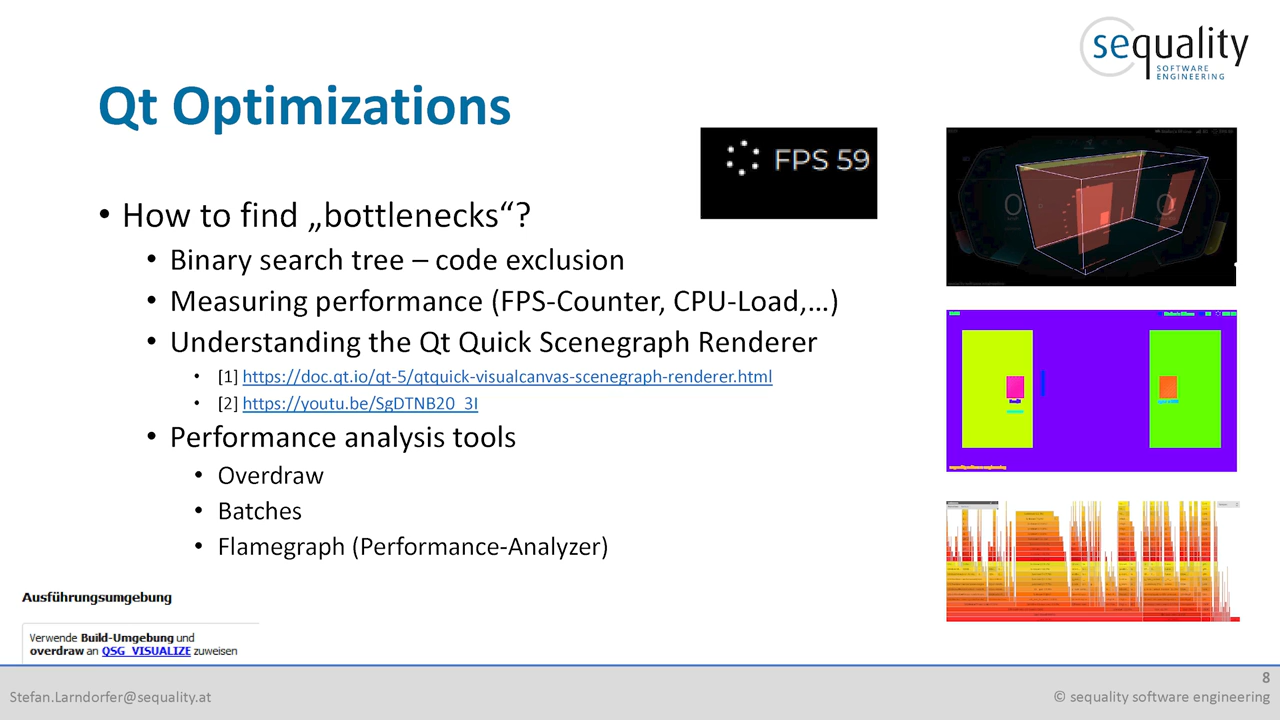 sequality
SOFTWARE
ENGINEERING
Qt Optimizations
FPS 59
• How to find „bottlenecks“?
• Binary search tree – code exclusion
• Measuring performance (FPS-Counter, CPU-Load,…)
• Understanding the Qt Quick Scenegraph Renderer
• [1] https://doc.qt.io/qt-5/qtquick-visualcanvas-scenegraph-renderer.html
• [2] https://youtu.be/SgDTNB20_3I
• Performance analysis tools
• Overdraw
• Batches
• Flamegraph (Performance-Analyzer)
Ausführungsumgebung
Verwende Build-Umgebung und
overdraw an QSG_VISUALIZE zuweisen
8
Stefan.Larndorfer@sequality.at
© sequality software engineering